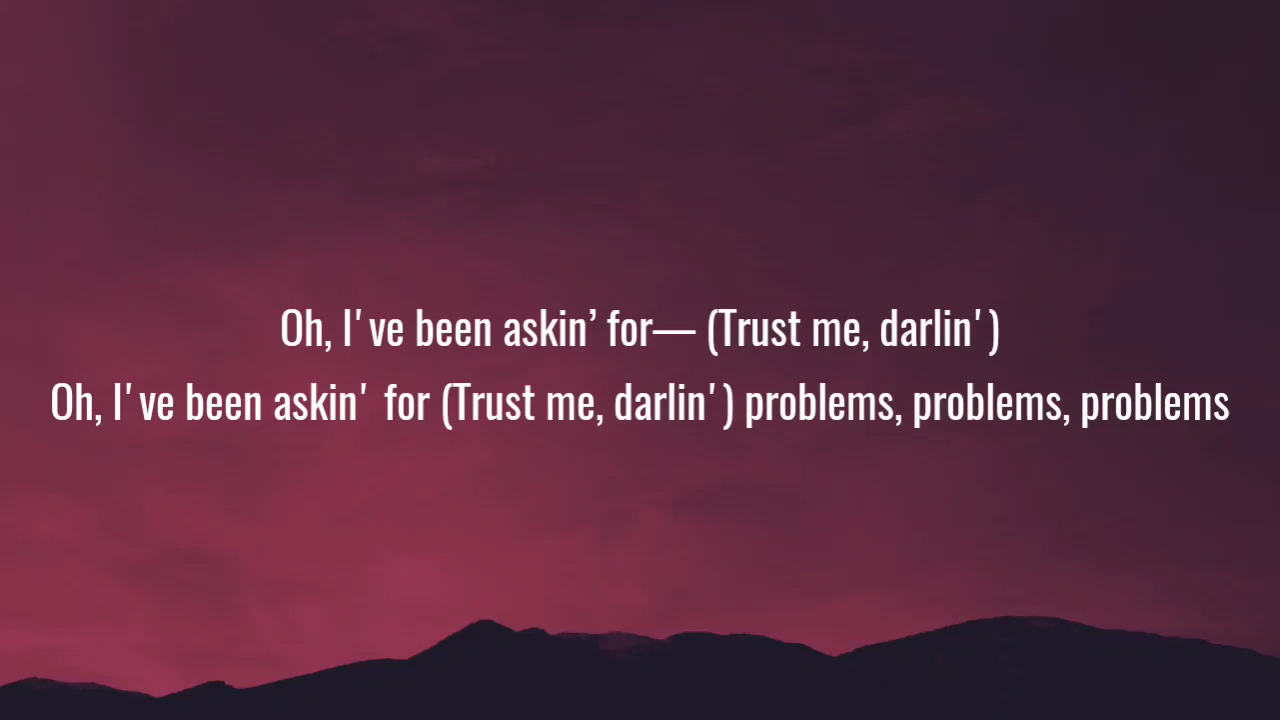 Oh, I've been askin’ for— (Trust me, darlin')
Oh, I've been askin' for (Trust me, darlin') problems, problems, problems